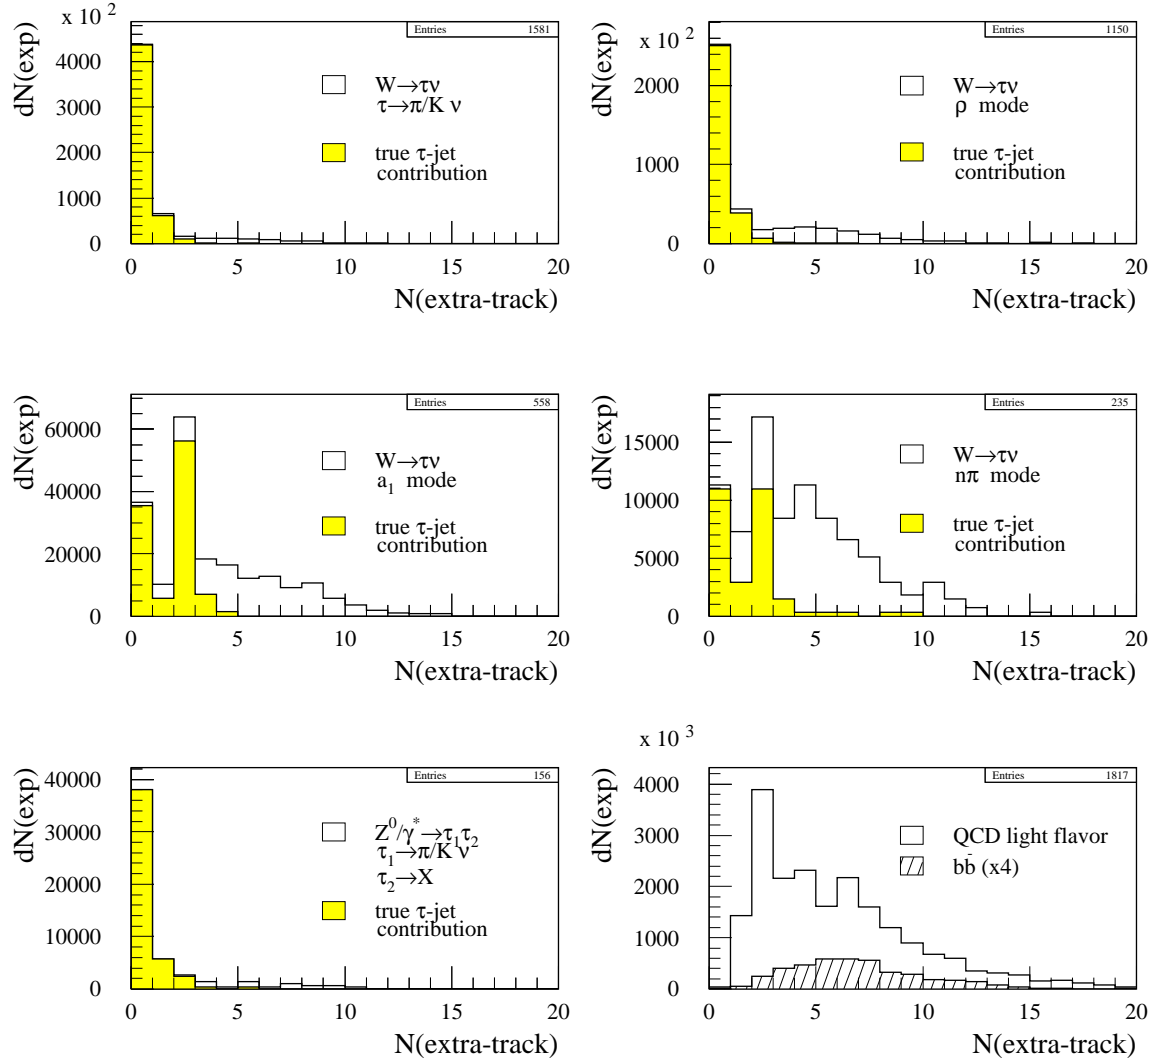 x 10 2
dN(exp)
Entries 1581
4000
3000
2000
1000
0
W→τν
τ→π/K ν
true τ-jet
contribution
0 5 10 15 20
N(extra-track)
x 10 2
dN(exp)
Entries 1150
2000
1000
0
W→τν
ρ mode
true τ-jet
contribution
0 5 10 15 20
N(extra-track)
dN(exp)
Entries 558
60000
40000
20000
0
W→τν
a1 mode
true τ-jet
contribution
0 5 10 15 20
N(extra-track)
dN(exp)
Entries 235
15000
10000
5000
0
W→τν
nπ mode
true τ-jet
contribution
0 5 10 15 20
N(extra-track)
dN(exp)
Entries 156
40000
30000
20000
10000
0
Z0/γ*→τ1τ2
τ1→π/K ν
τ2→X
true τ-jet
contribution
0 5 10 15 20
N(extra-track)
x 10 3
dN(exp)
Entries 1817
4000
3000
2000
1000
0
QCD light flavor
bb̄ (x4)
0 5 10 15 20
N(extra-track)